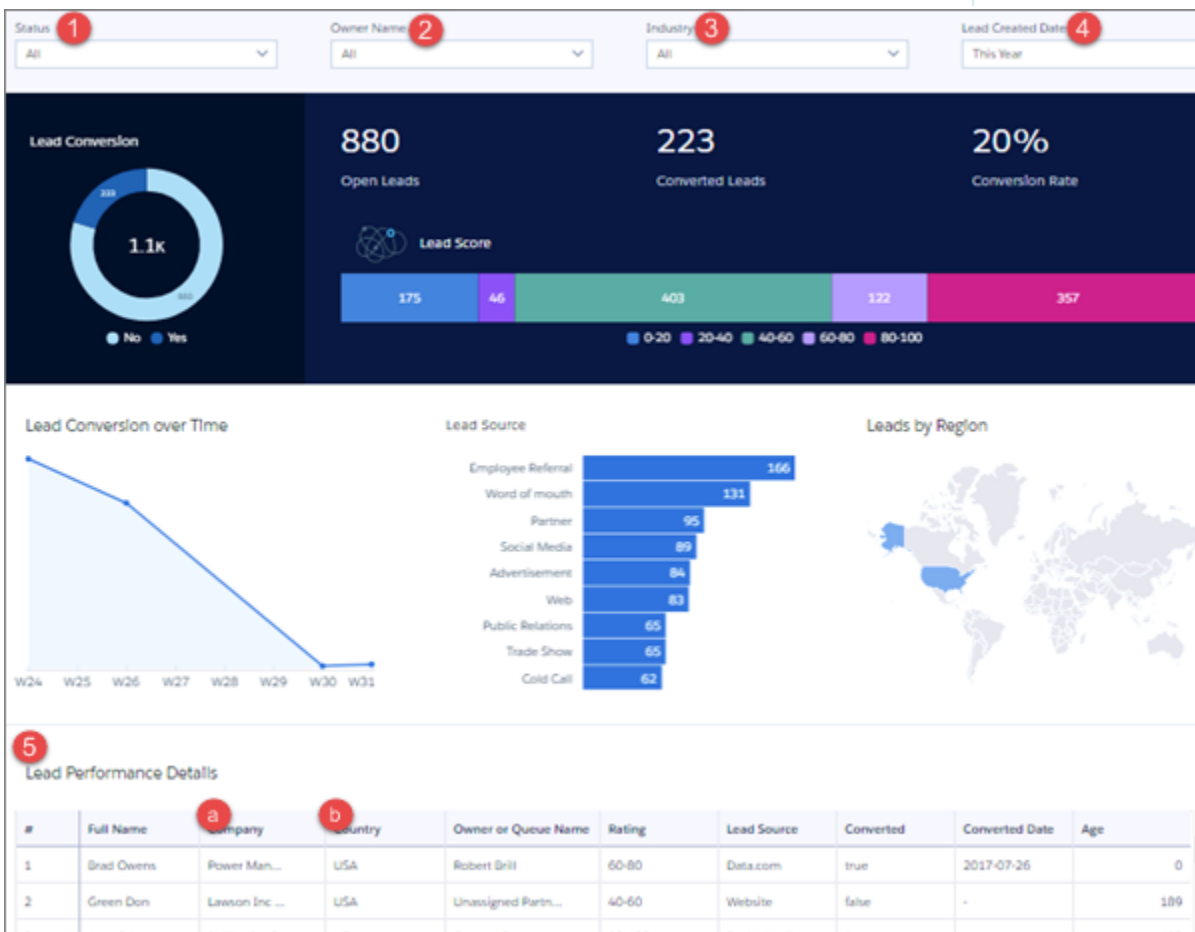 Status 1
Owner Name 2
Industry 3
Lead Created Date 4
All
All
All
This Year
Lead Conversion
223
880
1.1K
No Yes
880
Open Leads
223
Converted Leads
20%
Conversion Rate
Lead Score
175 46 403 122 357
0-20 20-40 40-60 60-80 80-100
Lead Conversion over Time
W24 W25 W26 W27 W28 W29 W30 W31
Lead Source
Employee Referral 166
Word of mouth 131
Partner 95
Social Media 89
Advertisement 84
Web 83
Public Relations 65
Trade Show 65
Cold Call 62
Leads by Region
5
Lead Performance Details
a b
# Full Name Company Country Owner or Queue Name Rating Lead Source Converted Converted Date Age
1 Brad Owens Power Man... USA Robert Brill 60-80 Data.com true 2017-07-26 0
2 Green Don Lawson Inc ... USA Unassigned Partn... 40-60 Website false - 189